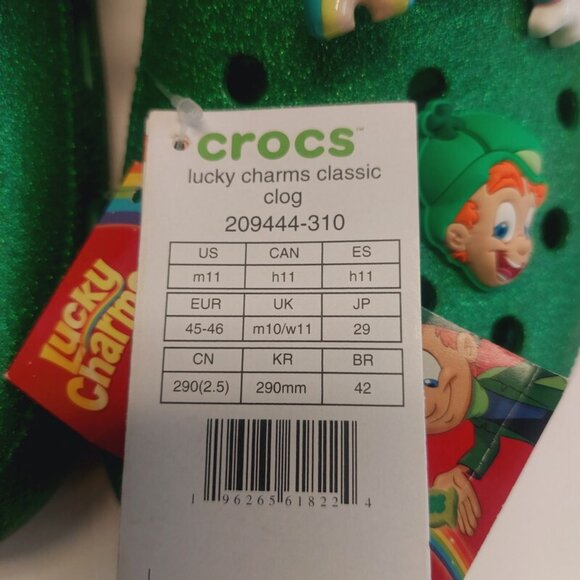 crocs™
lucky charms classic
clog
209444-310
US CAN ES
m11 h11 h11
EUR UK JP
45-46 m10/w11 29
CN KR BR
290(2.5) 290mm 42
1 96265 61822 4
Lucky
Charms